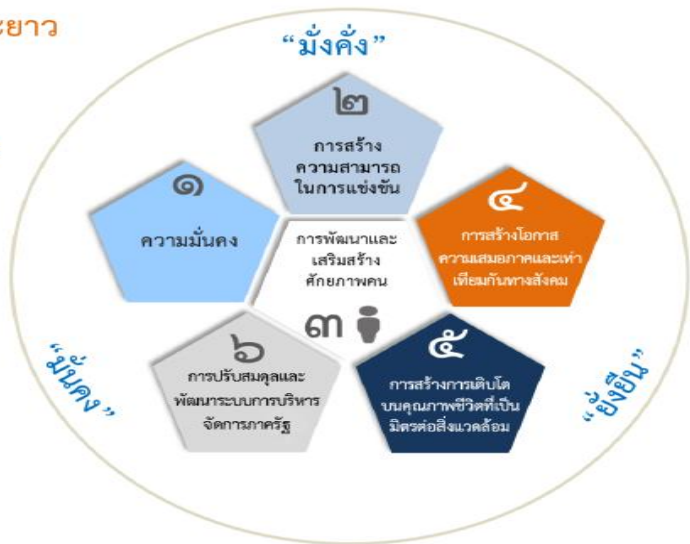 ะยาว
“มั่งคั่ง”
๒
การสร้าง
ความสามารถ
ในการแข่งขัน
๑
ความมั่นคง
๔
การสร้างโอกาส
ความเสมอภาคและเท่า
เทียมกันทางสังคม
การพัฒนาและ
เสริมสร้าง
ศักยภาพคน
๓
๖
การปรับสมดุลและ
พัฒนาระบบการบริหาร
จัดการภาครัฐ
๕
การสร้างการเติบโต
บนคุณภาพชีวิตที่เป็น
มิตรต่อสิ่งแวดล้อม
“มั่นคง”
“ยั่งยืน”